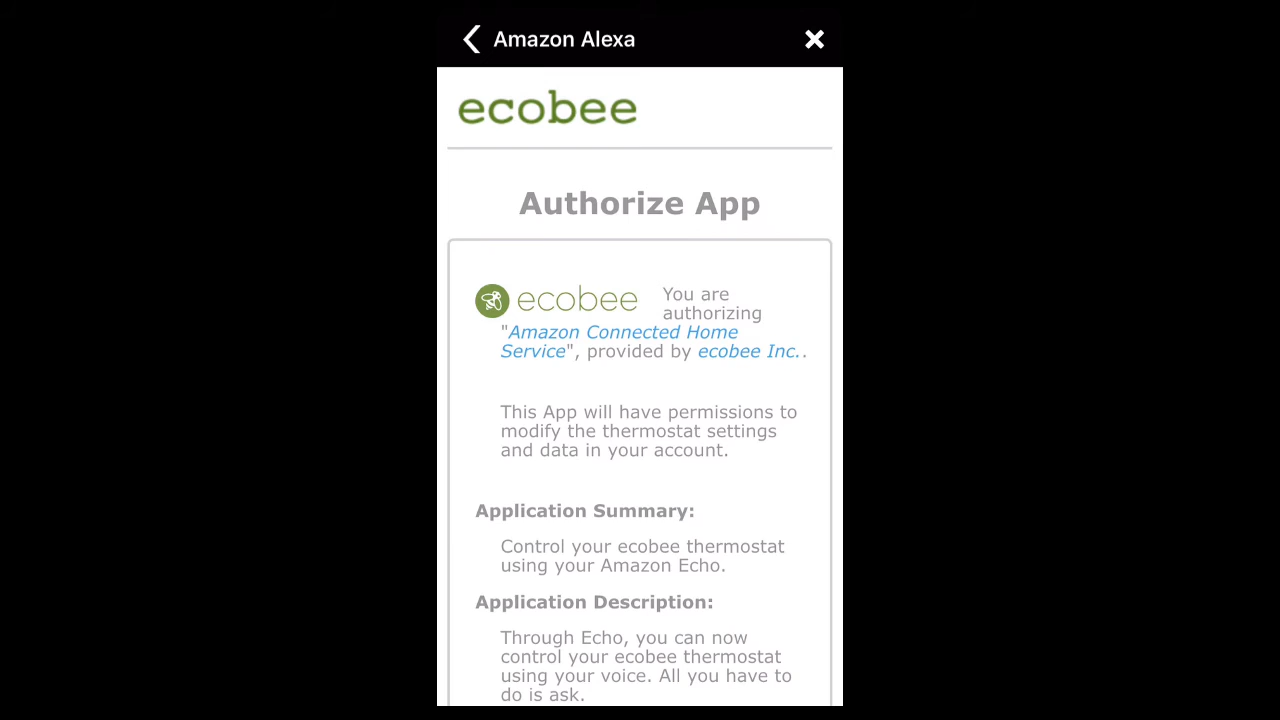 Amazon Alexa
ecobee
Authorize App
ecobee
You are
authorizing
"Amazon Connected Home
Service", provided by ecobee Inc..
This App will have permissions to
modify the thermostat settings
and data in your account.
Application Summary:
Control your ecobee thermostat
using your Amazon Echo.
Application Description:
Through Echo, you can now
control your ecobee thermostat
using your voice. All you have to
do is ask.